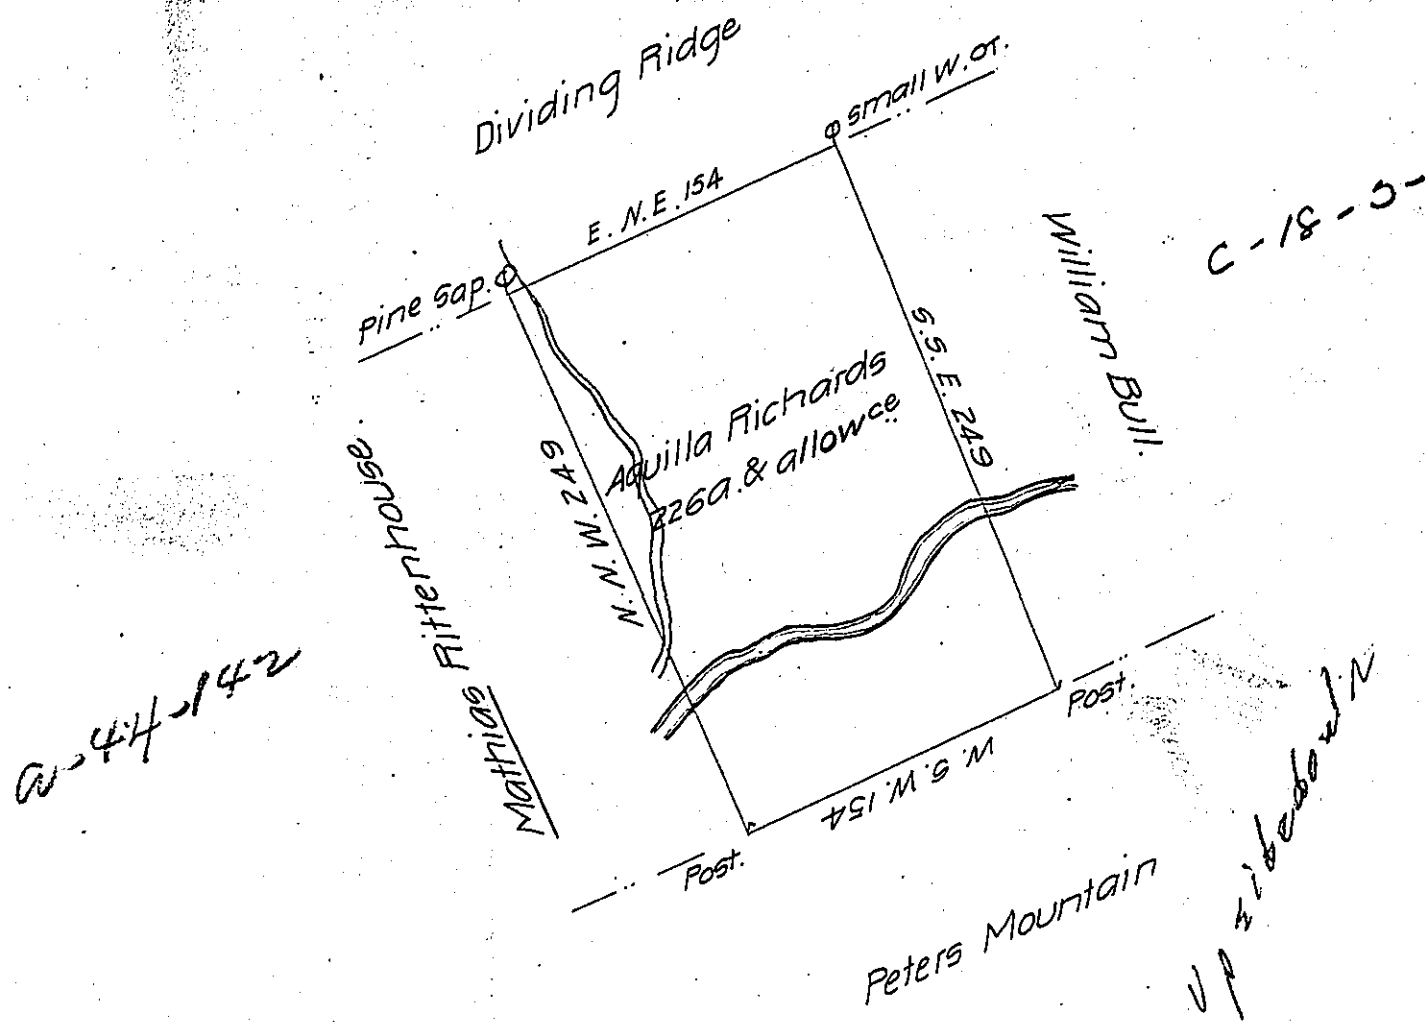 Dividing Ridge
small W. or.
E. N. E. 154
Pine Sap.
C-18-5-
William Bull.
S. S. E. 249
Aquilla Richards
226a. & allowce
N. N. W. 249
Mathias Rittenhouse.
a-44-142
Post.
W. S. W. 154
Post.
Peters Mountain